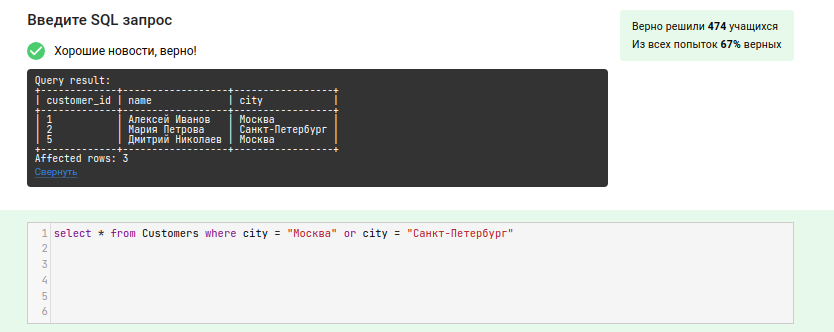 Введите SQL запрос
Верно решили 474 учащихся
Из всех попыток 67% верных
Хорошие новости, верно!
Query result:
+-------------+------------------+-----------------+
| customer_id | name             | city            |
+-------------+------------------+-----------------+
| 1           | Алексей Иванов   | Москва          |
| 2           | Мария Петрова    | Санкт-Петербург |
| 5           | Дмитрий Николаев | Москва          |
+-------------+------------------+-----------------+
Affected rows: 3
Свернуть
1 select * from Customers where city = "Москва" or city = "Санкт-Петербург"
2
3
4
5
6